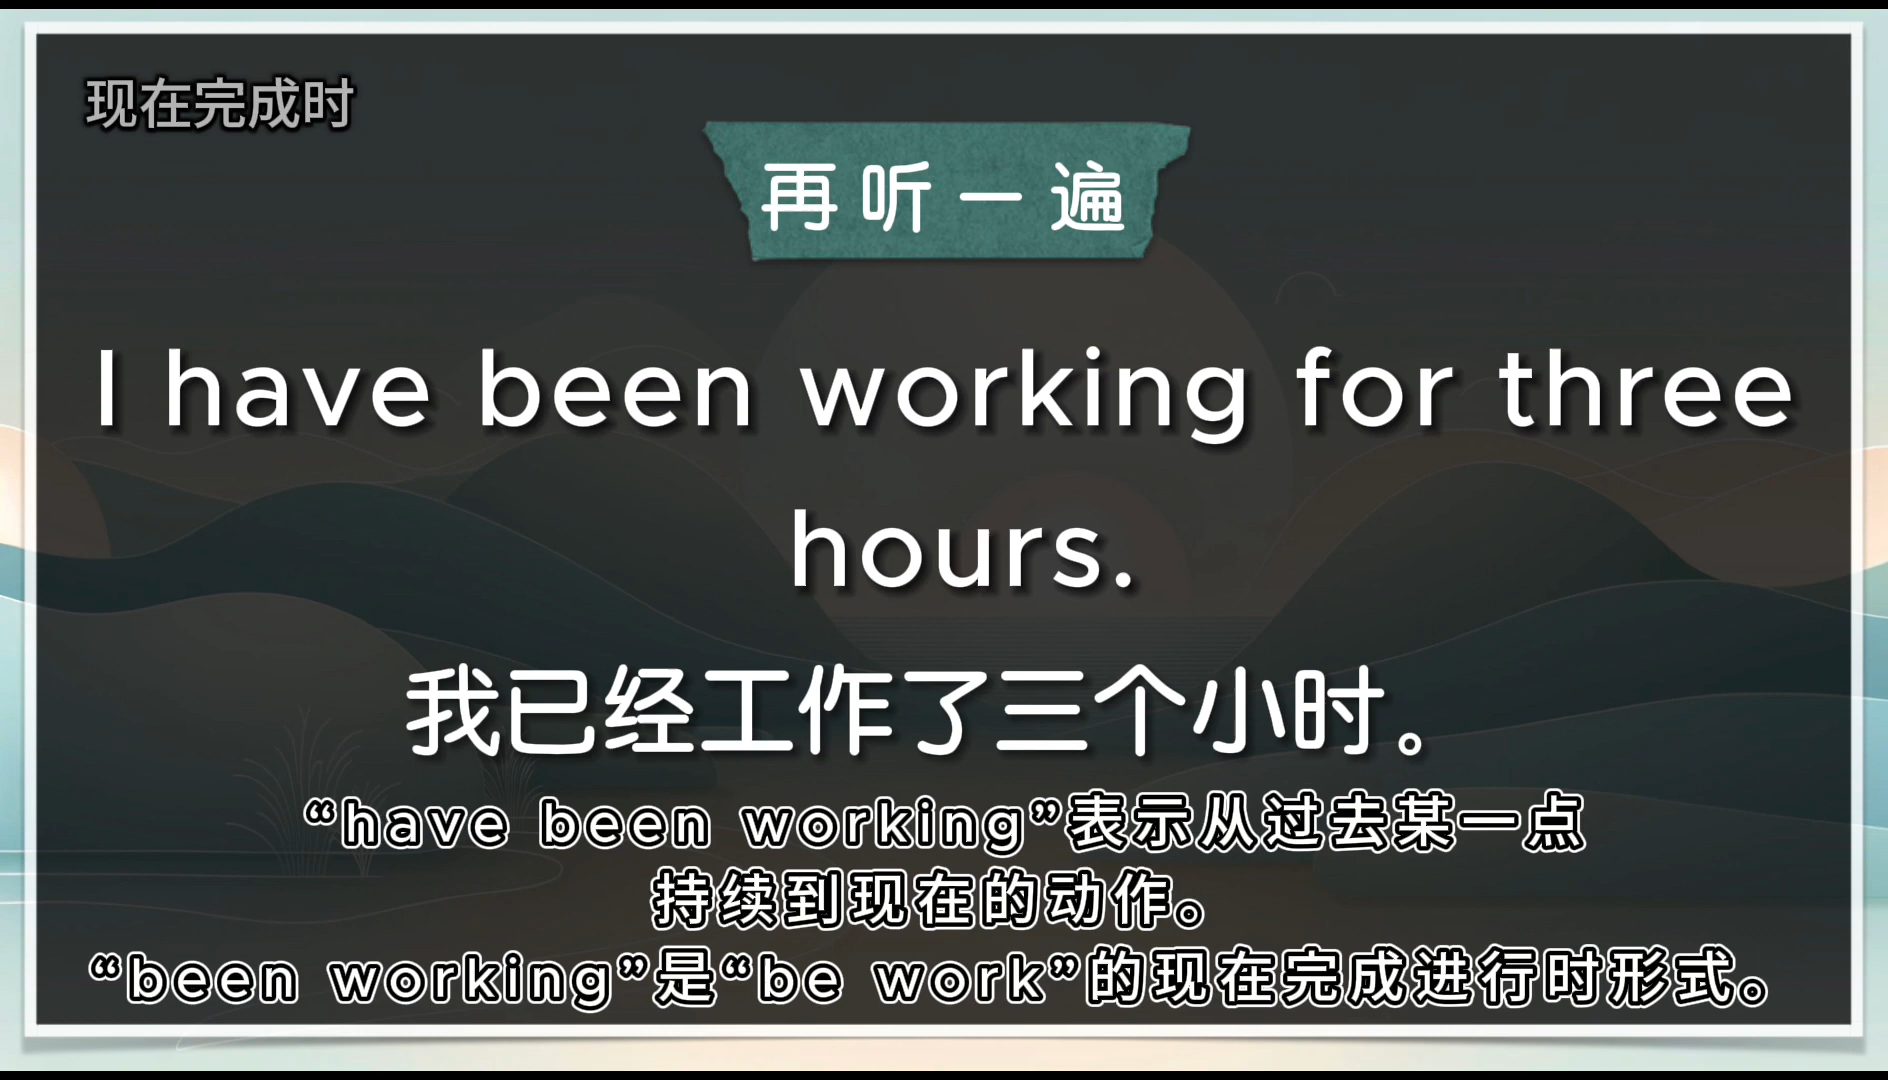 现在完成时
再听一遍
I have been working for three
hours.
我已经工作了三个小时。
“have been working”表示从过去某一点
持续到现在的动作。
“been working”是“be work”的现在完成进行时形式。